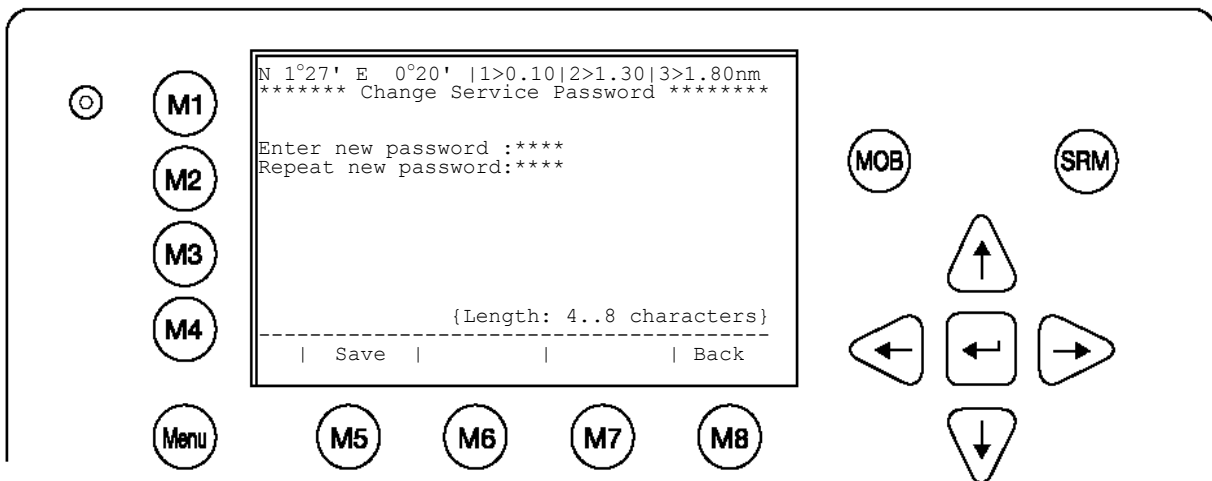 N 1°27' E  0°20' |1>0.10|2>1.30|3>1.80nm
******* Change Service Password ********
Enter new password :****
Repeat new password:****
{Length: 4..8 characters}
----------------------------------------
| Save | | | Back
M1
M2
M3
M4
Menu
M5 M6 M7 M8
MOB SRM